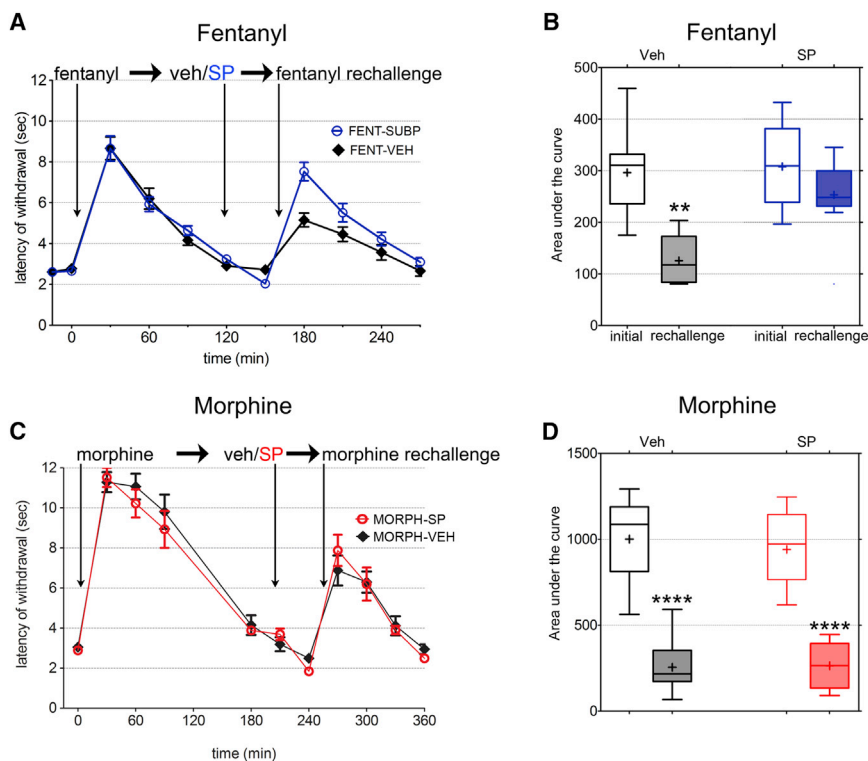 A
Fentanyl
fentanyl → veh/SP → fentanyl rechallenge
12
10
8
6
4
2
0
latency of withdrawal (sec)
FENT-SUBP
FENT-VEH
0 60 120 180 240
time (min)
B
Fentanyl
Veh SP
500
400
300
200
100
0
Area under the curve
**
initial rechallenge initial rechallenge
C
Morphine
morphine → veh/SP → morphine rechallenge
12
10
8
6
4
2
0
latency of withdrawal (sec)
MORPH-SP
MORPH-VEH
0 60 120 180 240 300 360
time (min)
D
Morphine
Veh SP
1500
1000
500
0
Area under the curve
****
****